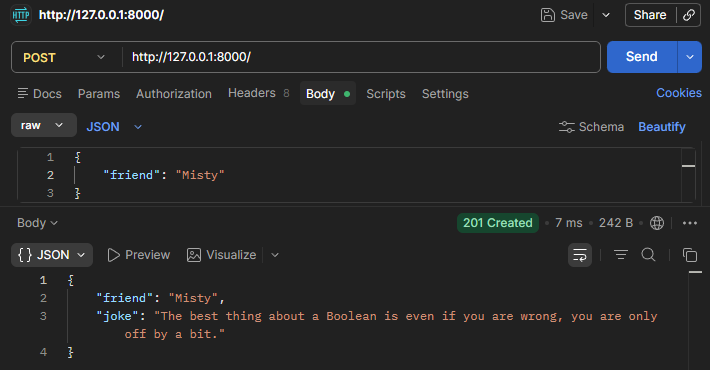 HTTP http://127.0.0.1:8000/ Save Share
POST http://127.0.0.1:8000/ Send
Docs Params Authorization Headers 8 Body Scripts Settings Cookies
raw JSON Schema Beautify
1 {
2 "friend": "Misty"
3 }
Body 201 Created 7 ms 242 B
{} JSON Preview Visualize
1 {
2 "friend": "Misty",
3 "joke": "The best thing about a Boolean is even if you are wrong, you are only
off by a bit."
4 }